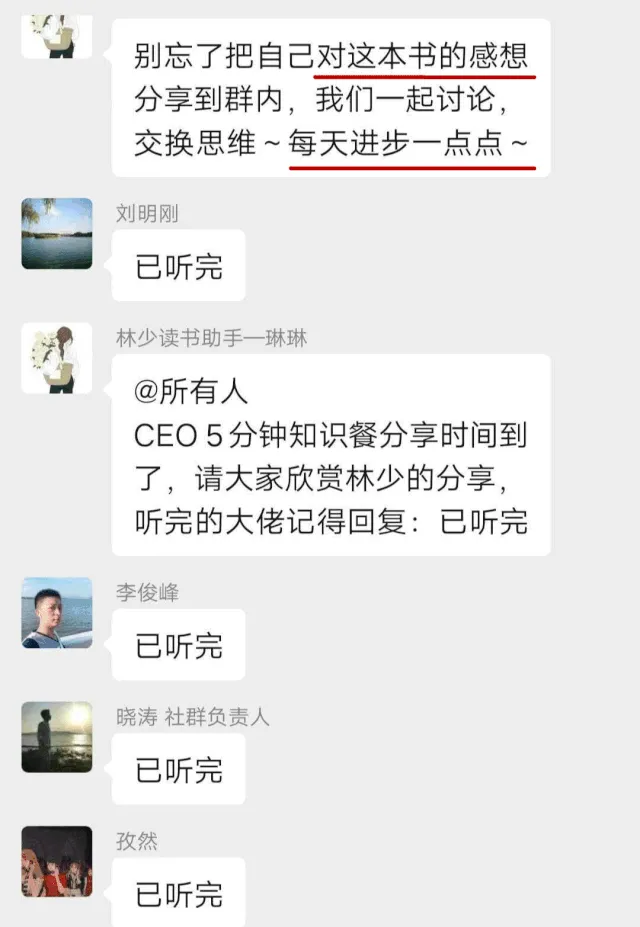 别忘了把自己对这本书的感想
分享到群内，我们一起讨论，
交换思维～每天进步一点点～
刘明刚
已听完
林少读书助手—琳琳
@所有人
CEO 5分钟知识餐分享时间到
了，请大家欣赏林少的分享，
听完的大佬记得回复：已听完
李俊峰
已听完
晓涛 社群负责人
已听完
孜然
已听完